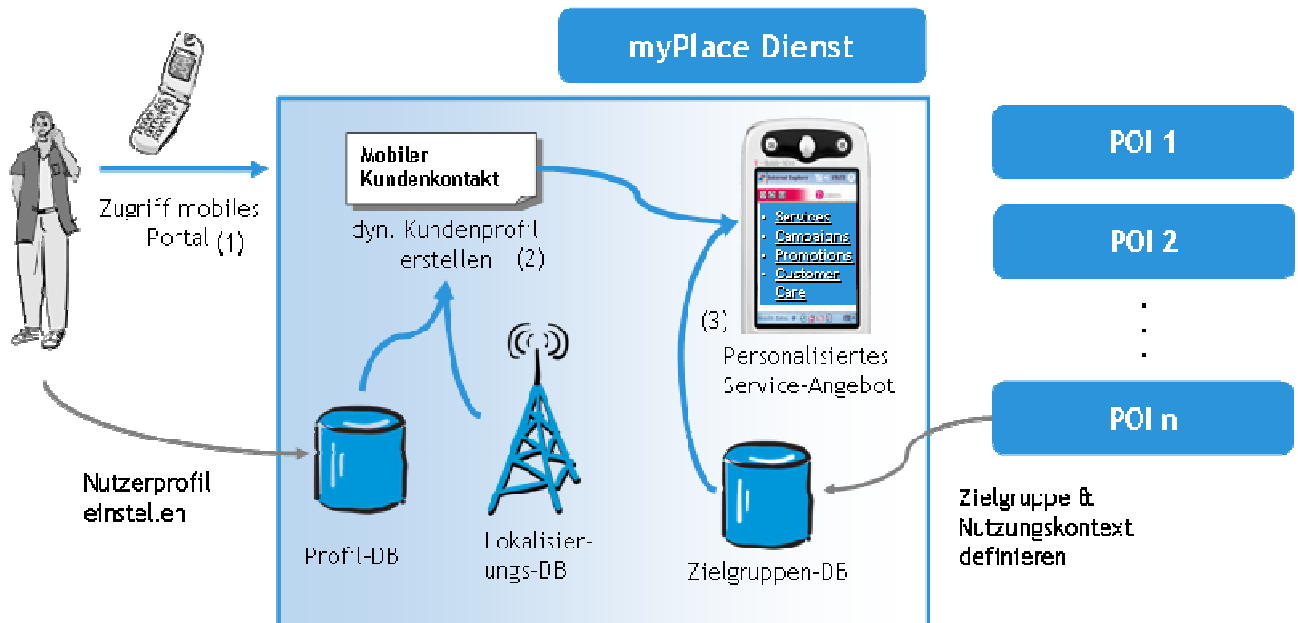 myPlace Dienst
Zugriff mobiles
Portal (1)
Mobiler
Kundenkontakt
dyn. Kundenprofil
erstellen (2)
Internet Explorer
• Services
• Campaigns
• Promotions
• Customer
Care
(3)
Personalisiertes
Service-Angebot
POI 1
POI 2
.
.
.
POI n
Nutzerprofil
einstellen
Profil-DB
Lokalisier-
ungs-DB
Zielgruppen-DB
Zielgruppe &
Nutzungskontext
definieren